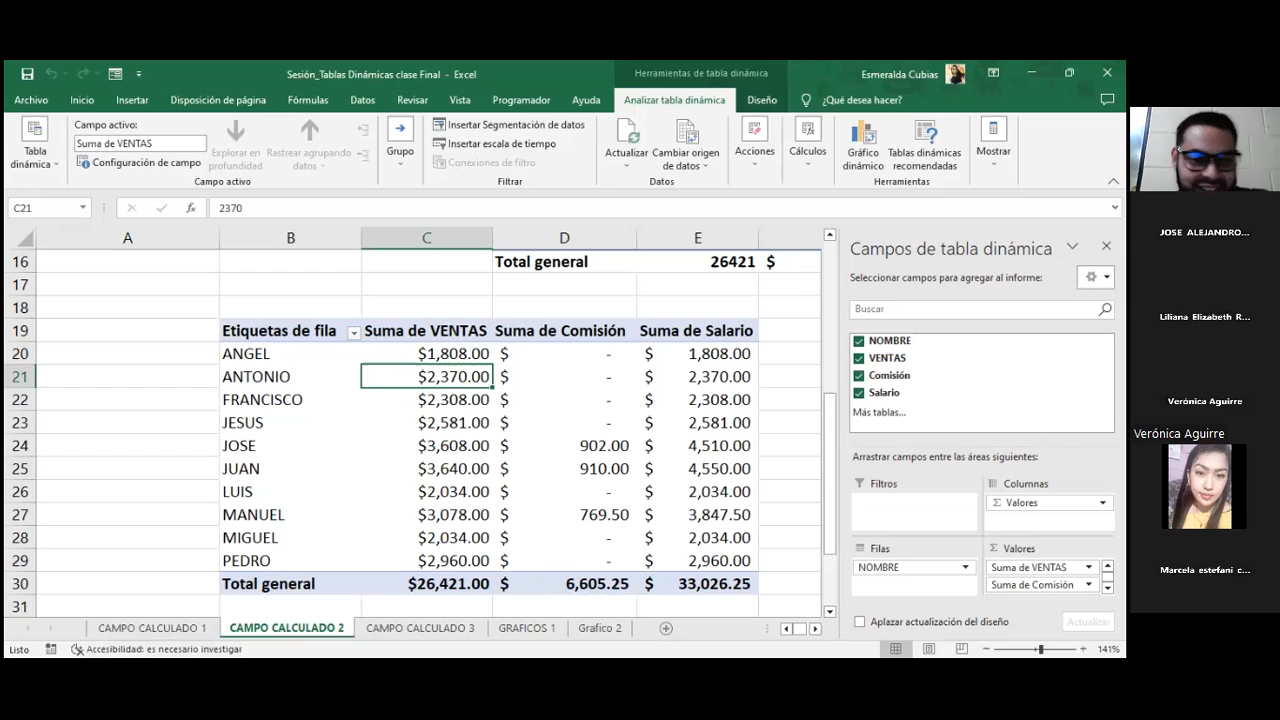 Sesión_Tablas Dinámicas clase Final - Excel
Herramientas de tabla dinámica
Esmeralda Cubias
Archivo Inicio Insertar Disposición de página Fórmulas Datos Revisar Vista Programador Ayuda Analizar tabla dinámica Diseño ¿Qué desea hacer?
Tabla dinámica
Campo activo:
Suma de VENTAS
Configuración de campo
Explorar en profundidad
Rastrear agrupando datos
Campo activo
Grupo
Insertar Segmentación de datos
Insertar escala de tiempo
Conexiones de filtro
Filtrar
Actualizar
Cambiar origen de datos
Datos
Acciones
Cálculos
Gráfico dinámico
Tablas dinámicas recomendadas
Herramientas
Mostrar
C21 fx 2370
A B C D E
16 Total general 26421 $
17
18
19 Etiquetas de fila Suma de VENTAS Suma de Comisión Suma de Salario
20 ANGEL $1,808.00 $ - $ 1,808.00
21 ANTONIO $2,370.00 $ - $ 2,370.00
22 FRANCISCO $2,308.00 $ - $ 2,308.00
23 JESUS $2,581.00 $ - $ 2,581.00
24 JOSE $3,608.00 $ 902.00 $ 4,510.00
25 JUAN $3,640.00 $ 910.00 $ 4,550.00
26 LUIS $2,034.00 $ - $ 2,034.00
27 MANUEL $3,078.00 $ 769.50 $ 3,847.50
28 MIGUEL $2,034.00 $ - $ 2,034.00
29 PEDRO $2,960.00 $ - $ 2,960.00
30 Total general $26,421.00 $ 6,605.25 $ 33,026.25
31
CAMPO CALCULADO 1 CAMPO CALCULADO 2 CAMPO CALCULADO 3 GRAFICOS 1 Grafico 2
Listo Accesibilidad: es necesario investigar 141%
Campos de tabla dinámica
Seleccionar campos para agregar al informe:
Buscar
NOMBRE
VENTAS
Comisión
Salario
Más tablas...
Arrastrar campos entre las áreas siguientes:
Filtros
Columnas
Σ Valores
Filas
Σ Valores
NOMBRE
Suma de VENTAS
Suma de Comisión
Aplazar actualización del diseño
Actualizar
JOSE ALEJANDRO...
Liliana Elizabeth R...
Verónica Aguirre
Verónica Aguirre
Marcela estefani c...